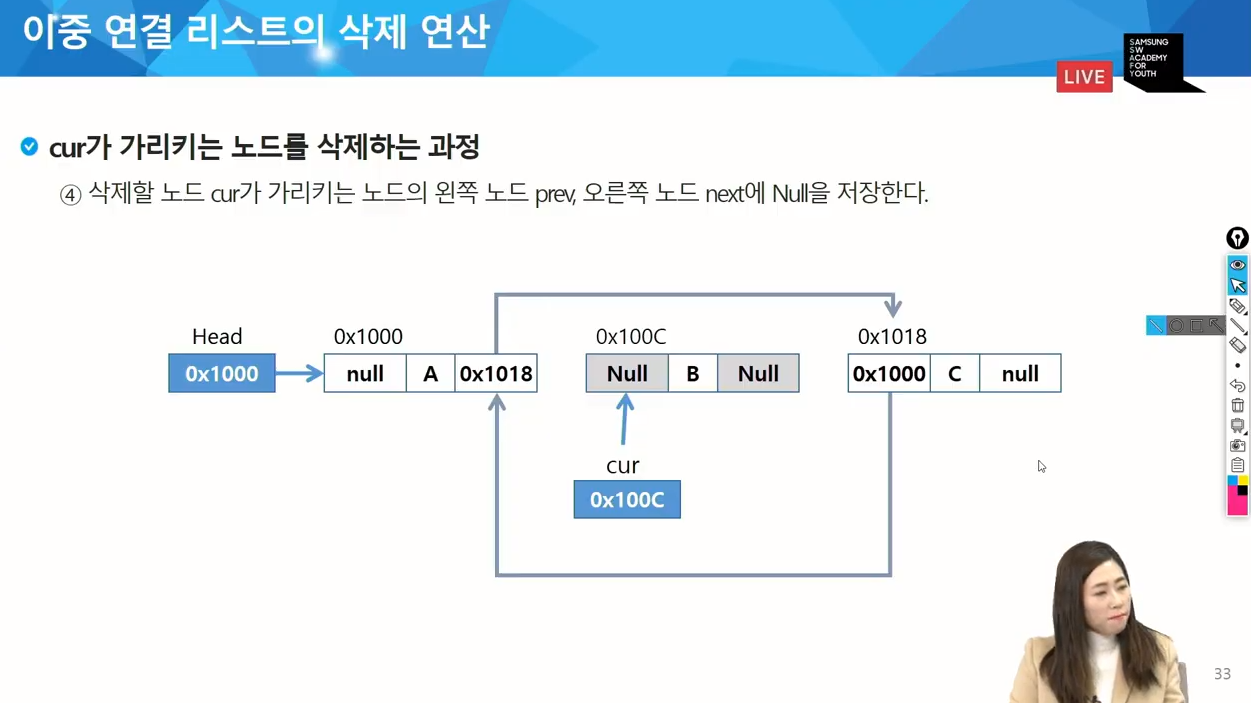 이중 연결 리스트의 삭제 연산
SAMSUNG
SW
ACADEMY
FOR
YOUTH
LIVE
cur가 가리키는 노드를 삭제하는 과정
④ 삭제할 노드 cur가 가리키는 노드의 왼쪽 노드 prev, 오른쪽 노드 next에 Null을 저장한다.
Head 0x1000 0x100C 0x1018
0x1000 null A 0x1018 Null B Null 0x1000 C null
cur
0x100C
33